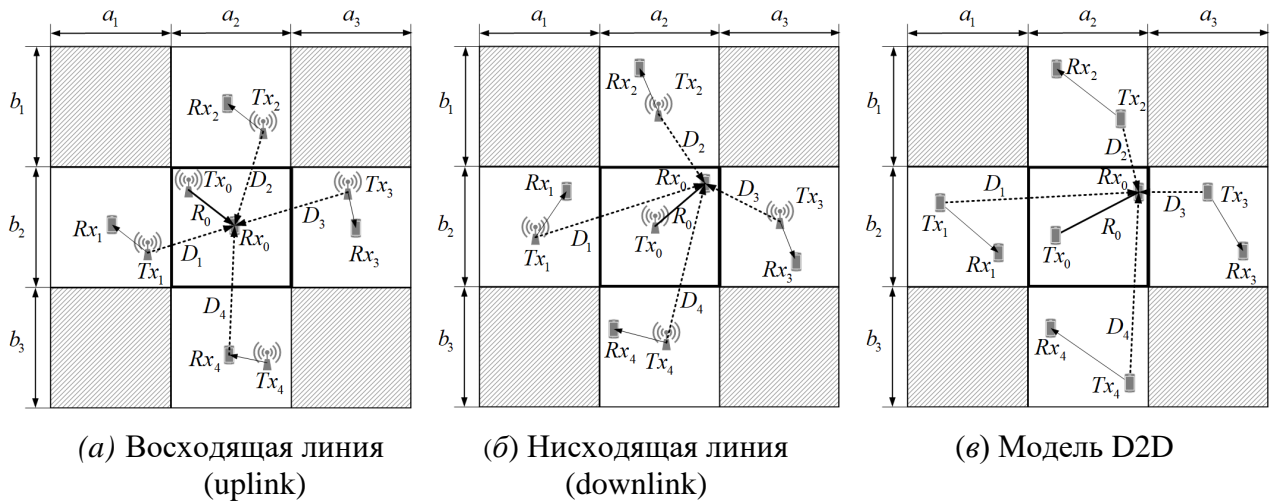 a₁ a₂ a₃
b₁
b₂
b₃
Tx₂
Rx₂
D₂
Tx₀
Tx₃
R₀
D₃
Rx₁
Rx₀
D₁
Rx₃
Tx₁
D₄
Rx₄
Tx₄
(а) Восходящая линия
(uplink)
a₁ a₂ a₃
b₁
b₂
b₃
Rx₂
Tx₂
D₂
Rx₁
Rx₀
D₃
Tx₃
D₁
R₀
Tx₀
Tx₁
Rx₃
D₄
Rx₄
Tx₄
(б) Нисходящая линия
(downlink)
a₁ a₂ a₃
b₁
b₂
b₃
Rx₂
Tx₂
D₂
D₁
Rx₀
Tx₃
D₃
Tx₁
R₀
Tx₀
Rx₁
Rx₃
D₄
Rx₄
Tx₄
(в) Модель D2D